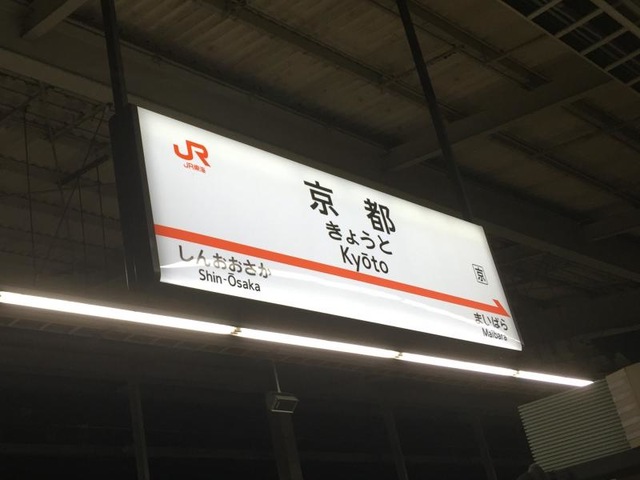 JR
JR東海
京都
きょうと
Kyōto
京
しんおおさか
Shin-Ōsaka
まいばら
Maibara